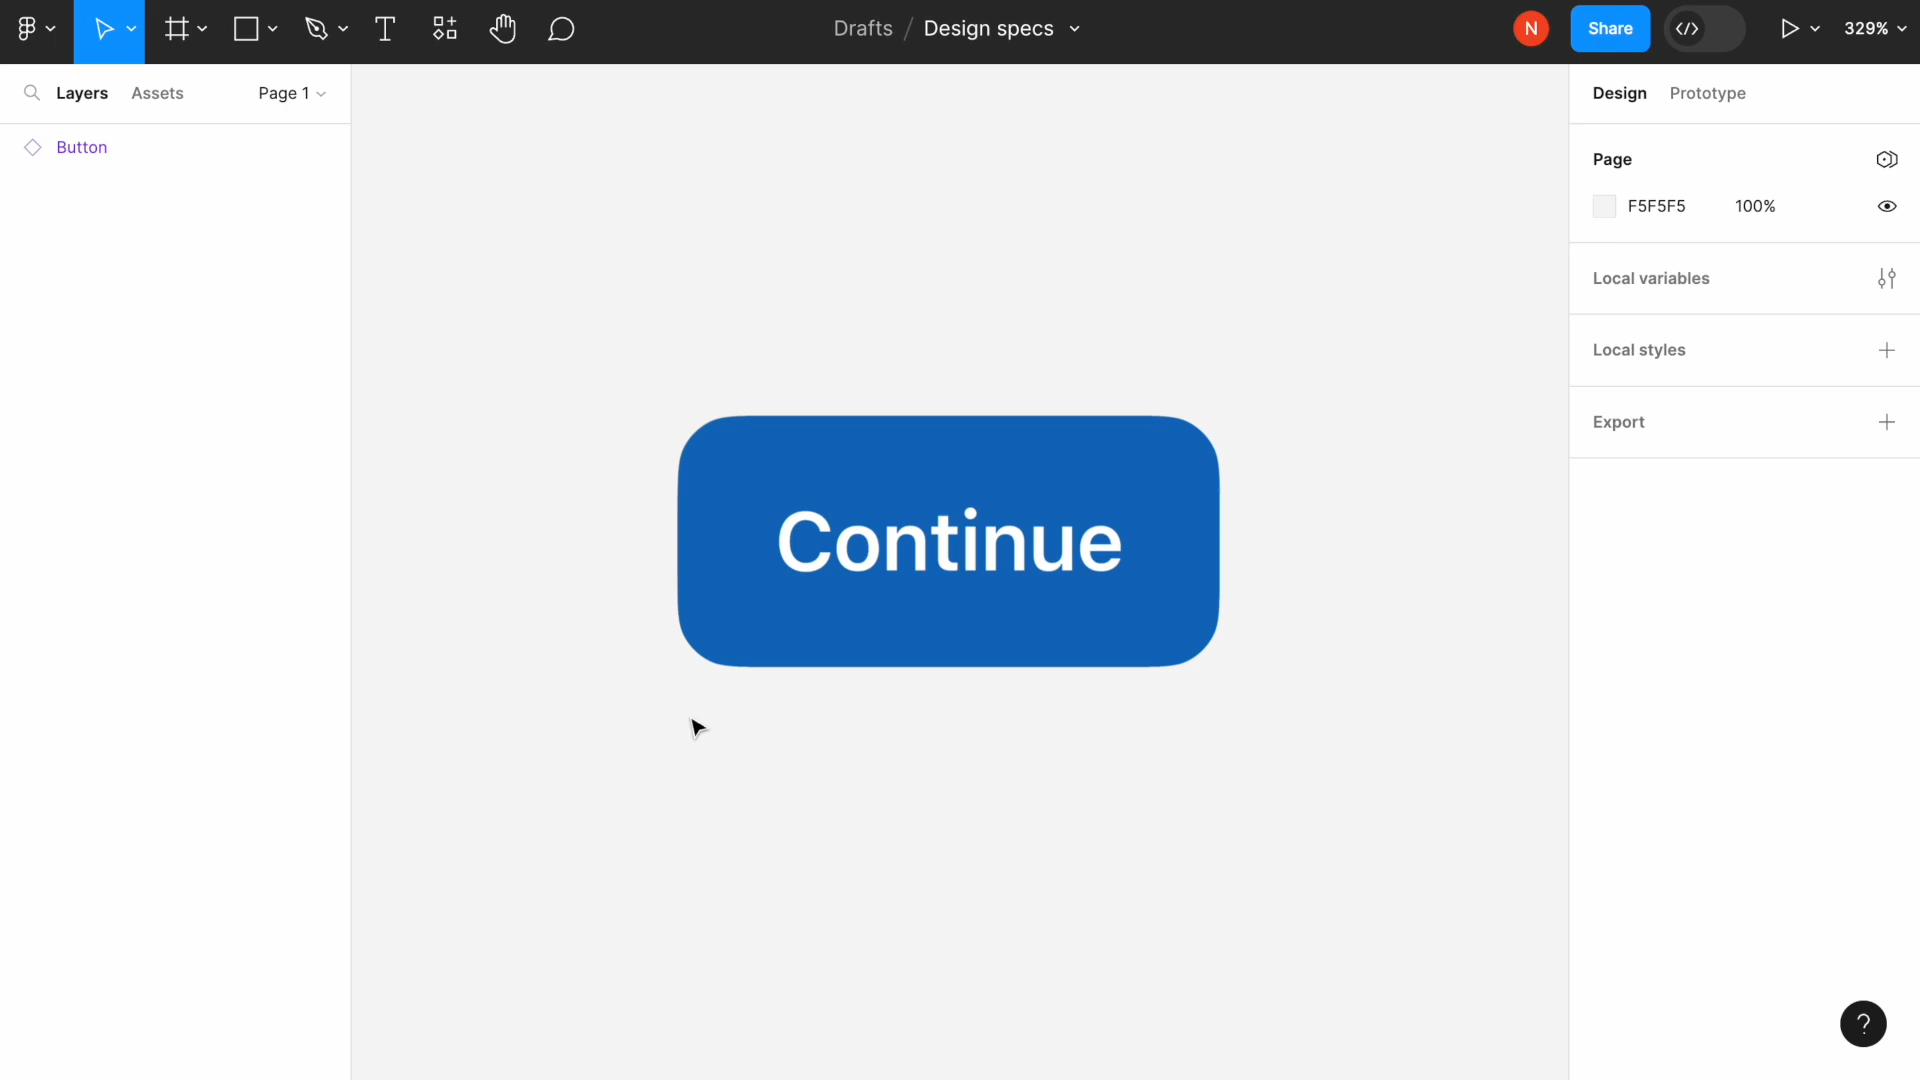 Drafts / Design specs
N
Share
329%
Layers
Assets
Page 1
Button
Continue
Design
Prototype
Page
F5F5F5
100%
Local variables
Local styles
Export
?